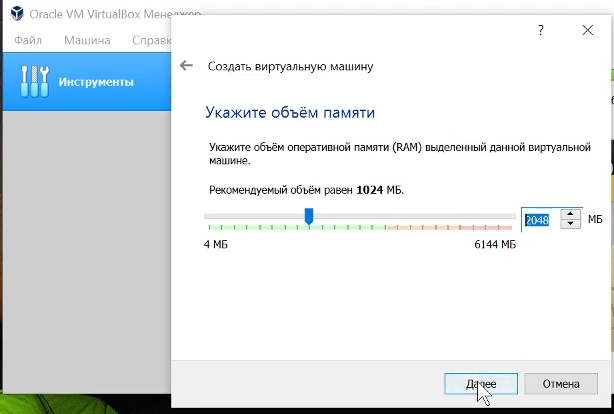 Oracle VM VirtualBox Менеджер
Файл Машина Справк
?
Создать виртуальную машину
Инструменты
Укажите объём памяти
Укажите объём оперативной памяти (RAM) выделенный данной виртуальной
машине.
Рекомендуемый объём равен 1024 МБ.
2048 МБ
4 МБ 6144 МБ
Далее Отмена